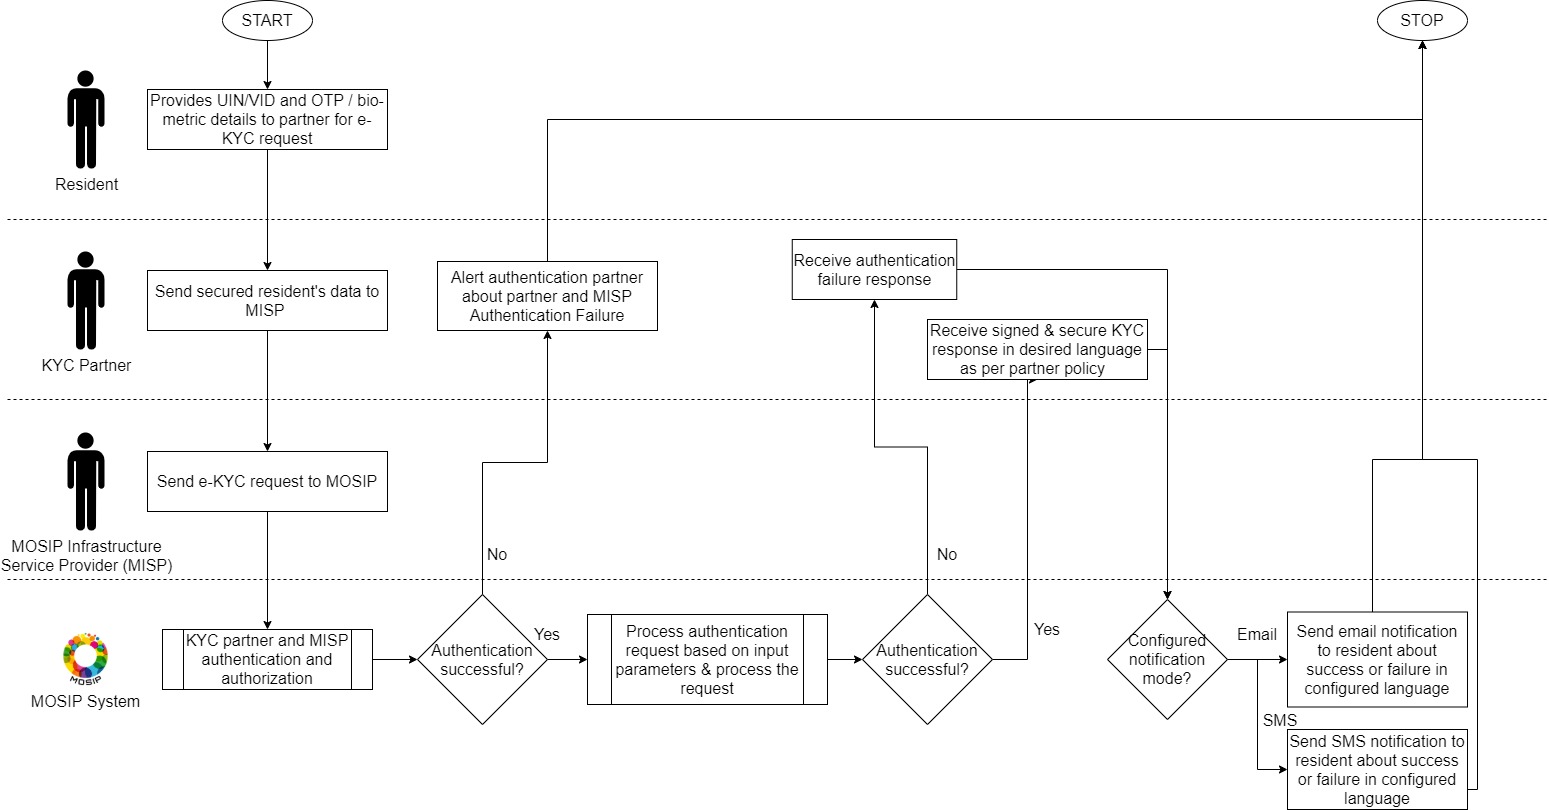 START
STOP
Provides UIN/VID and OTP / bio-
metric details to partner for e-
KYC request
Resident
Send secured resident's data to
MISP
Alert authentication partner
about partner and MISP
Authentication Failure
Receive authentication
failure response
Receive signed & secure KYC
response in desired language
as per partner policy
KYC Partner
Send e-KYC request to MOSIP
MOSIP Infrastructure
Service Provider (MISP)
No
No
KYC partner and MISP
authentication and
authorization
Authentication
successful?
Yes
Process authentication
request based on input
parameters & process the
request
Authentication
successful?
Yes
Configured
notification
mode?
Email
Send email notification
to resident about
success or failure in
configured language
SMS
Send SMS notification to
resident about success
or failure in configured
language
MOSIP
MOSIP System